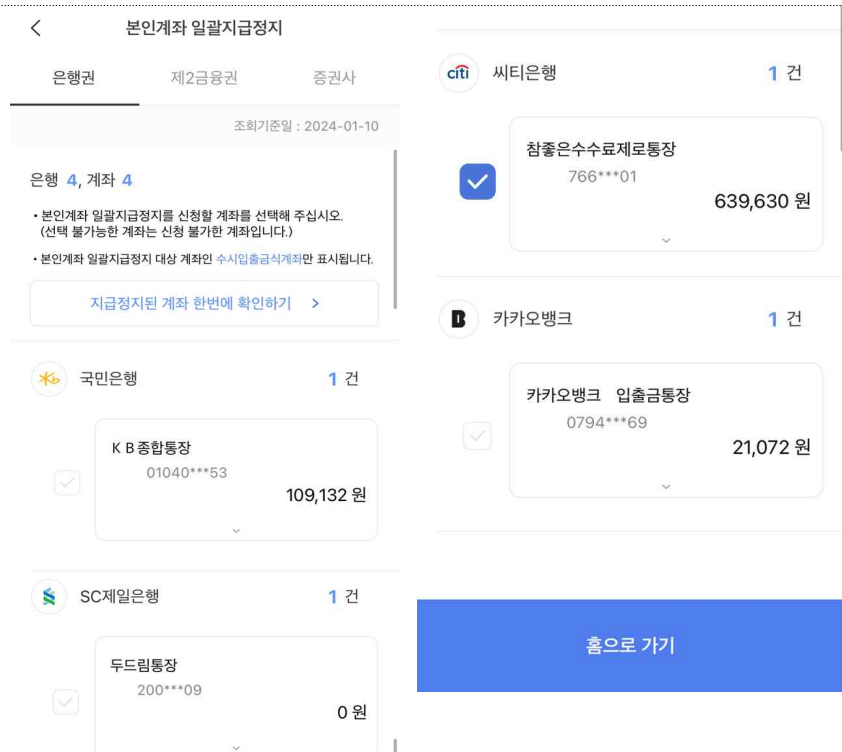 본인계좌 일괄지급정지
은행권 제2금융권 증권사
조회기준일 : 2024-01-10
은행 4, 계좌 4
• 본인계좌 일괄지급정지를 신청할 계좌를 선택해 주십시오.
(선택 불가능한 계좌는 신청 불가한 계좌입니다.)
• 본인계좌 일괄지급정지 대상 계좌인 수시입출금식계좌만 표시됩니다.
지급정지된 계좌 한번에 확인하기 >
국민은행 1 건
ＫＢ종합통장
01040***53
109,132 원
SC제일은행 1 건
두드림통장
200***09
0 원
citi 씨티은행 1 건
참좋은수수료제로통장
766***01
639,630 원
카카오뱅크 1 건
카카오뱅크 입출금통장
0794***69
21,072 원
홈으로 가기